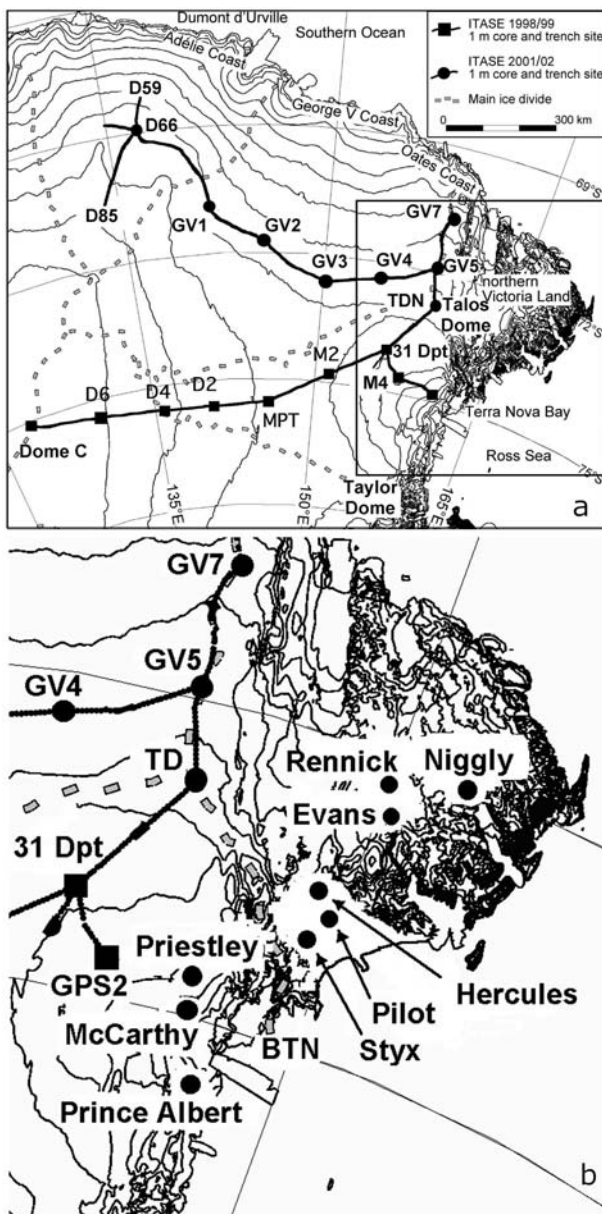 Dumont d'Urville
Southern Ocean
Adélie Coast
George V Coast
Oates Coast
ITASE 1998/99
1 m core and trench site
ITASE 2001/02
1 m core and trench site
Main ice divide
0 300 km
69°S
D59
D66
D85
GV1
GV2
GV3
GV4
GV5
GV7
northern
Victoria Land
TDN
Talos
Dome
72°S
31 Dpt
M2
M4
D6
D4
D2
MPT
Dome C
Terra Nova Bay
Ross Sea
Taylor
Dome
135°E
150°E
165°E
75°S
a
GV7
GV5
GV4
TD
Rennick
Niggly
Evans
31 Dpt
Priestley
GPS2
Hercules
McCarthy
Pilot
BTN
Styx
Prince Albert
b